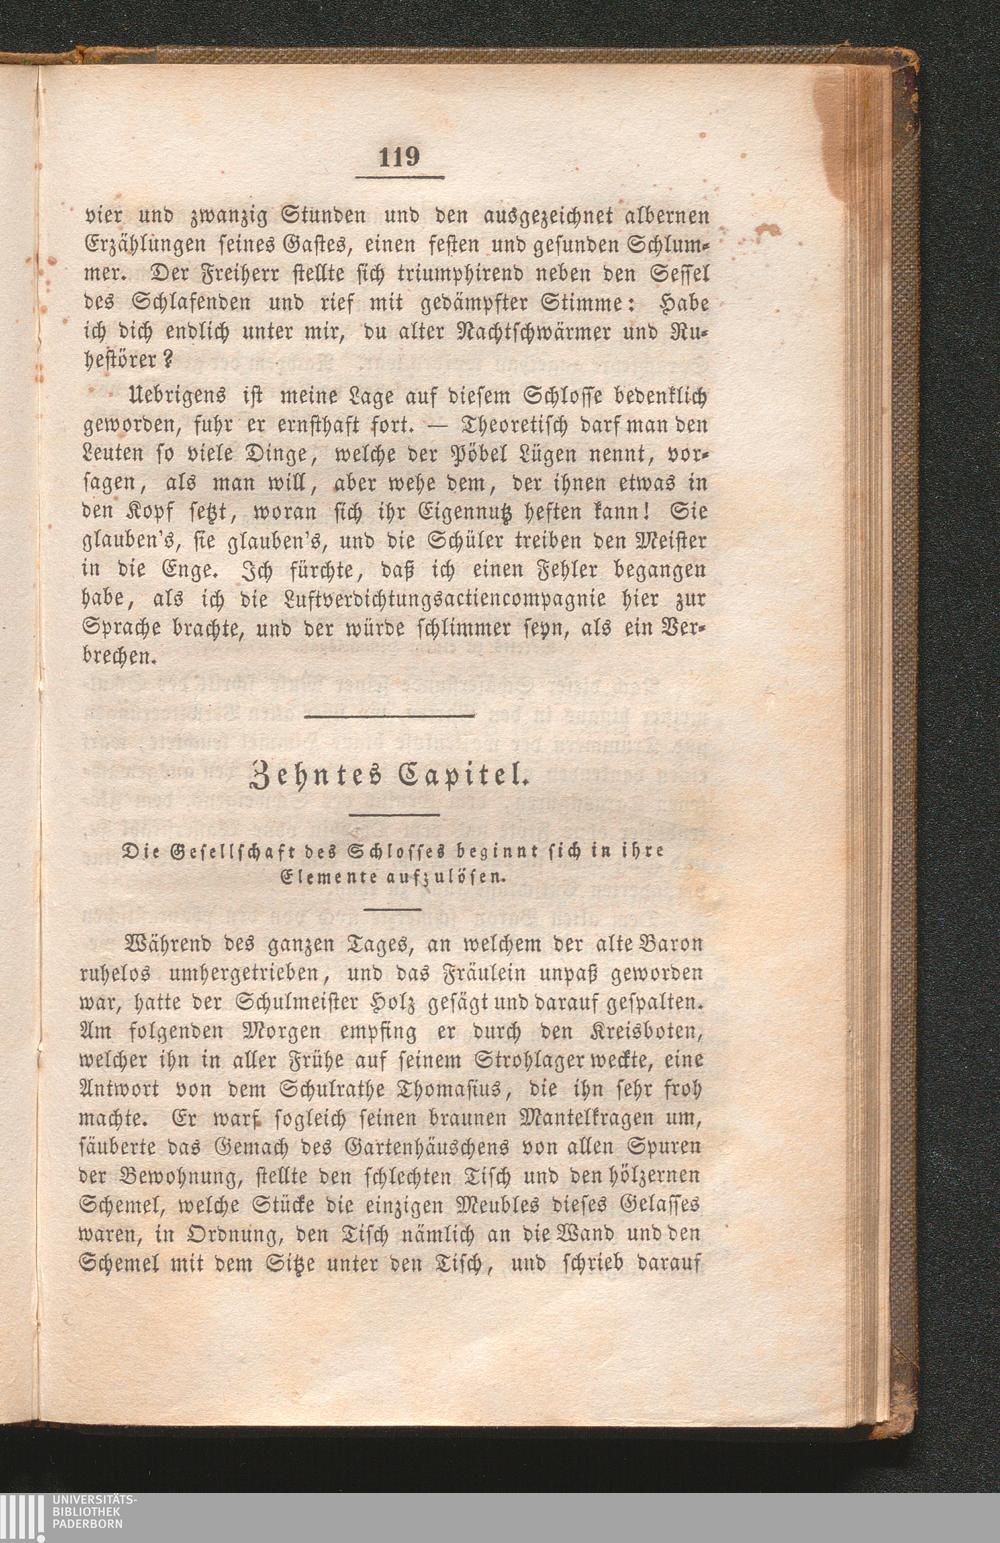 119
vier und zwanzig Stunden und den ausgezeichnet albernen
Erzählungen seines Gastes, einen festen und gesunden Schlum-
mer. Der Freiherr stellte sich triumphirend neben den Sessel
des Schlafenden und rief mit gedämpfter Stimme: Habe
ich dich endlich unter mir, du alter Nachtschwärmer und Ru-
hestörer?
Uebrigens ist meine Lage auf diesem Schlosse bedenklich
geworden, fuhr er ernsthaft fort. — Theoretisch darf man den
Leuten so viele Dinge, welche der Pöbel Lügen nennt, vor-
sagen, als man will, aber wehe dem, der ihnen etwas in
den Kopf setzt, woran sich ihr Eigennutz heften kann! Sie
glauben's, sie glauben's, und die Schüler treiben den Meister
in die Enge. Ich fürchte, daß ich einen Fehler begangen
habe, als ich die Luftverdichtungsactiencompagnie hier zur
Sprache brachte, und der würde schlimmer seyn, als ein Ver-
brechen.
Zehntes Capitel.
Die Gesellschaft des Schlosses beginnt sich in ihre
Elemente aufzulösen.
Während des ganzen Tages, an welchem der alte Baron
ruhelos umhergetrieben, und das Fräulein unpaß geworden
war, hatte der Schulmeister Holz gesägt und darauf gespalten.
Am folgenden Morgen empfing er durch den Kreisboten,
welcher ihn in aller Frühe auf seinem Strohlager weckte, eine
Antwort von dem Schulrathe Thomasius, die ihn sehr froh
machte. Er warf sogleich seinen braunen Mantelkragen um,
säuberte das Gemach des Gartenhäuschens von allen Spuren
der Bewohnung, stellte den schlechten Tisch und den hölzernen
Schemel, welche Stücke die einzigen Meubles dieses Gelasses
waren, in Ordnung, den Tisch nämlich an die Wand und den
Schemel mit dem Sitze unter den Tisch, und schrieb darauf
UNIVERSITÄTS-
BIBLIOTHEK
PADERBORN